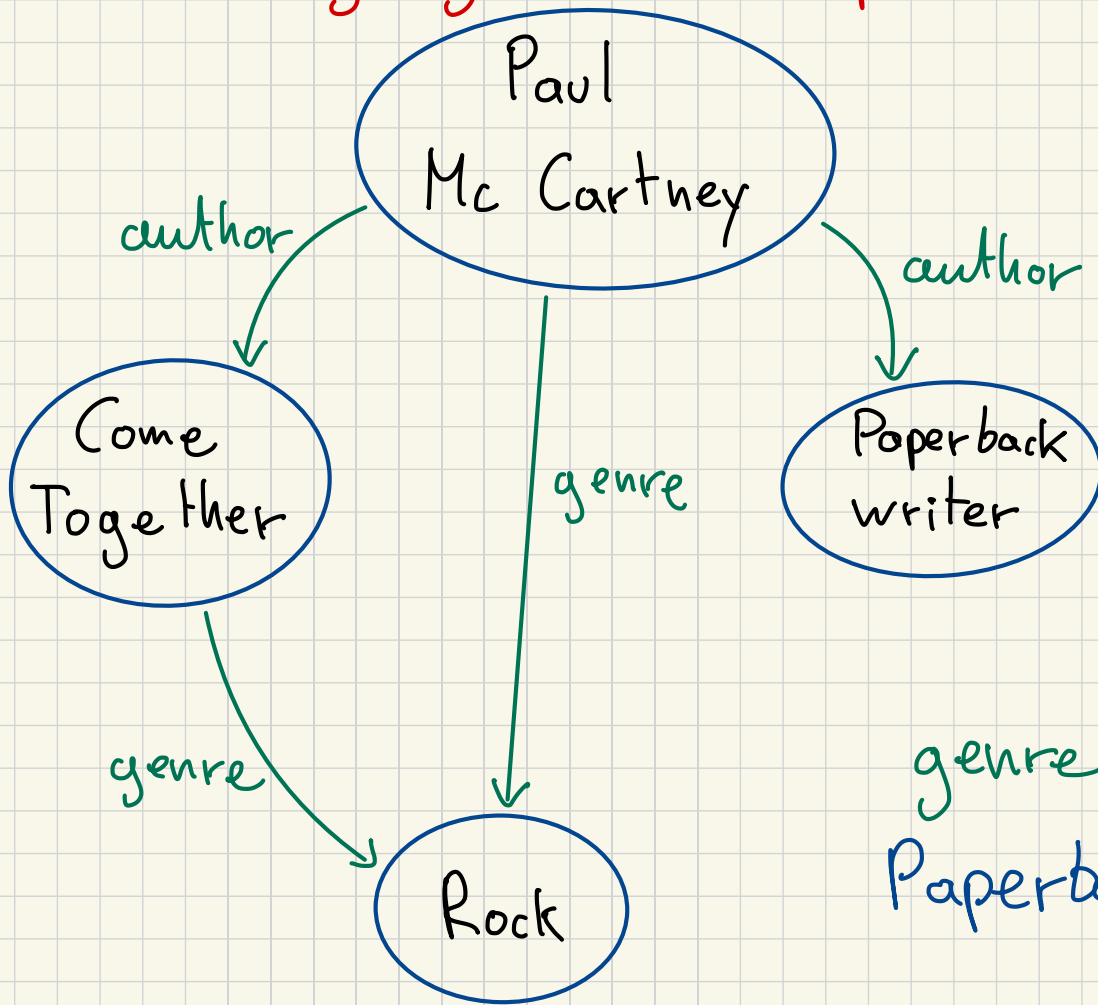 Paul
Mc Cartney
author
author
Come
Together
Paperback
writer
genre
genre
genre
Rock